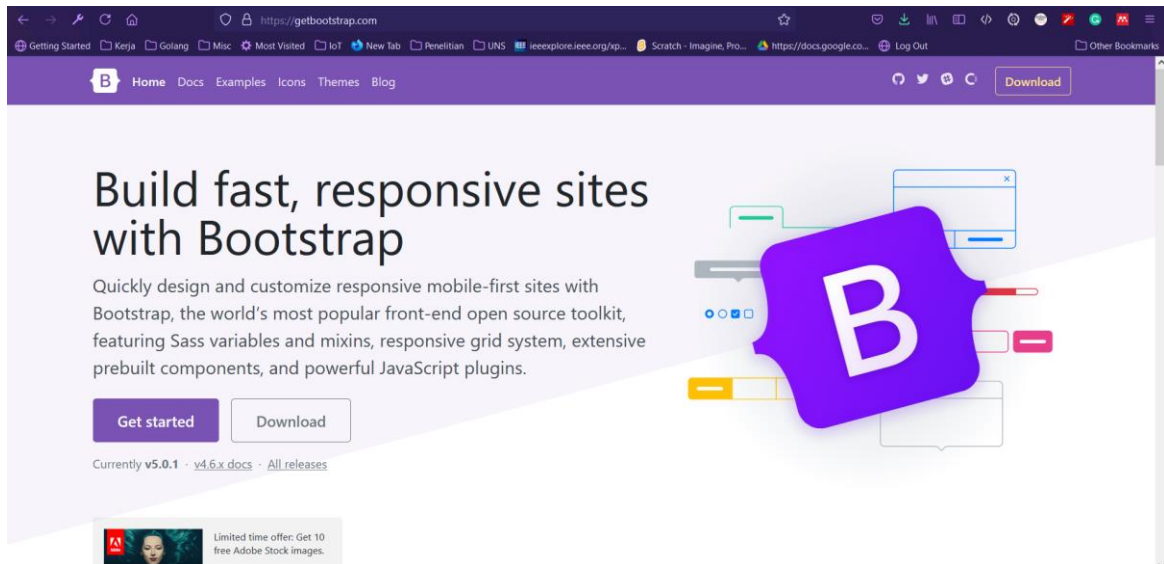 https://getbootstrap.com
Getting Started Kerja Golang Misc Most Visited IoT New Tab Penelitian UNS ieeexplore.ieee.org/xp... Scratch - Imagine, Pro... https://docs.google.co... Log Out Other Bookmarks
B Home Docs Examples Icons Themes Blog Download
Build fast, responsive sites
with Bootstrap
Quickly design and customize responsive mobile-first sites with
Bootstrap, the world's most popular front-end open source toolkit,
featuring Sass variables and mixins, responsive grid system, extensive
prebuilt components, and powerful JavaScript plugins.
B
Get started Download
Currently v5.0.1 · v4.6.x docs · All releases
Limited time offer: Get 10
free Adobe Stock images.